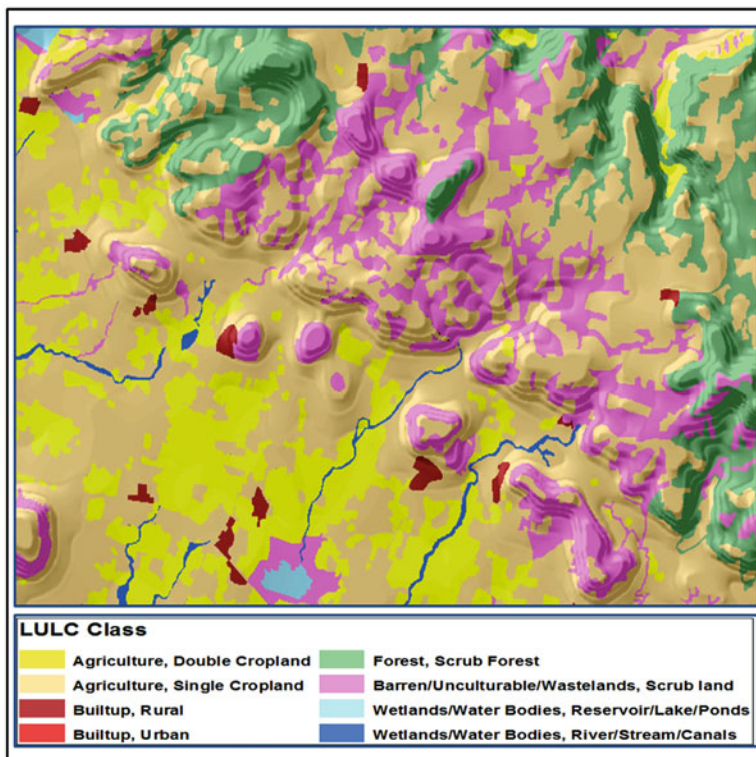 LULC Class
Agriculture, Double Cropland
Agriculture, Single Cropland
Builtup, Rural
Builtup, Urban
Forest, Scrub Forest
Barren/Unculturable/Wastelands, Scrub land
Wetlands/Water Bodies, Reservoir/Lake/Ponds
Wetlands/Water Bodies, River/Stream/Canals